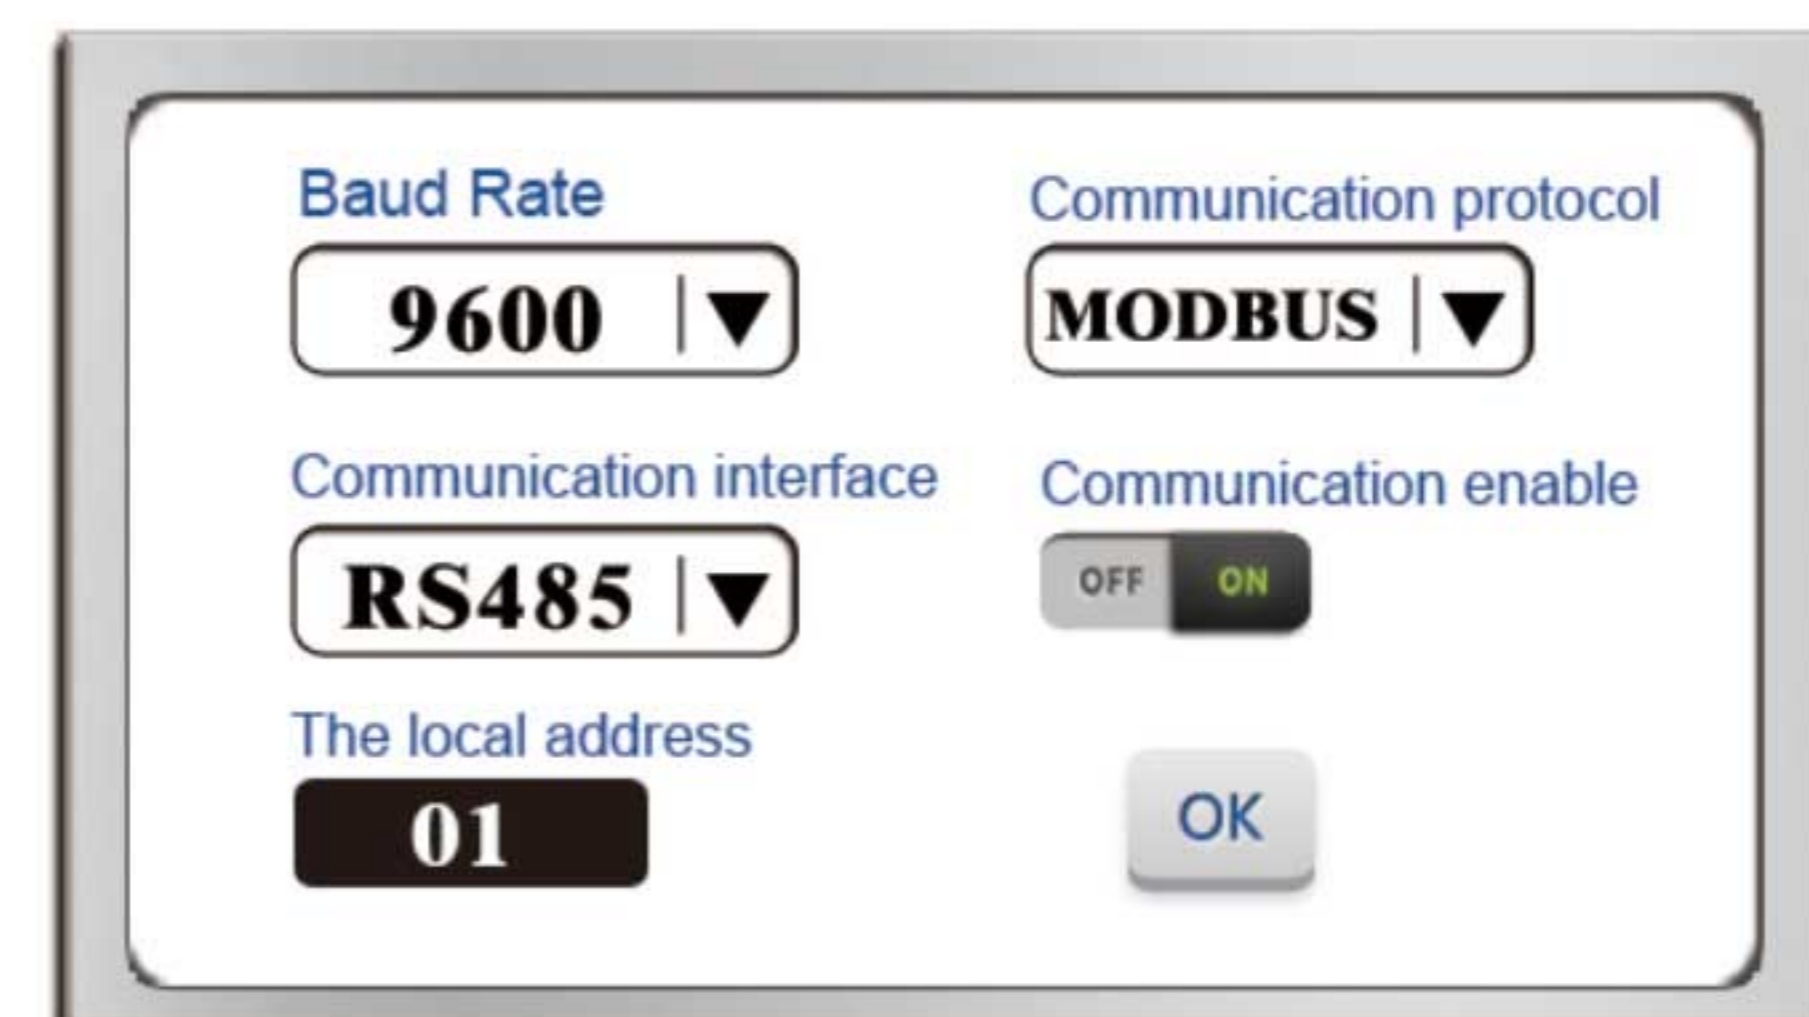 Baud Rate
Communication protocol
9600
MODBUS
Communication interface
Communication enable
RS485
OFF ON
The local address
01
OK